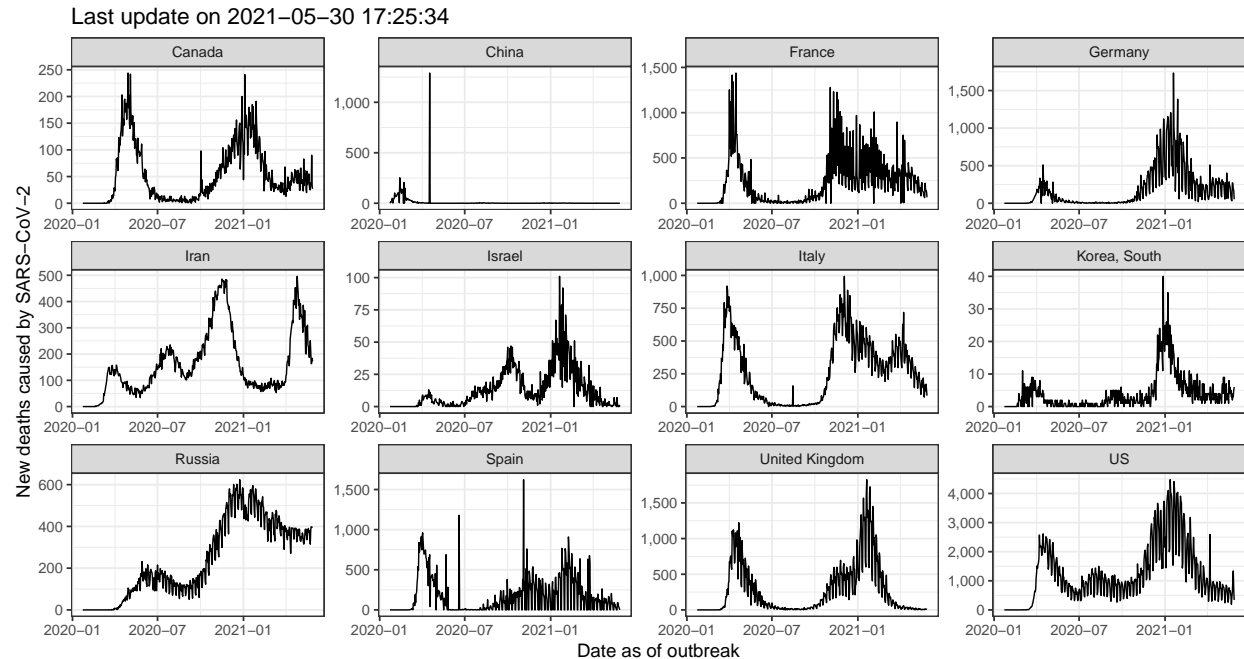 Last update on 2021−05−30 17:25:34
New deaths caused by SARS−CoV−2
Canada
250
200
150
100
50
0
2020−01 2020−07 2021−01
China
1,000
500
0
2020−01 2020−07 2021−01
France
1,500
1,000
500
0
2020−01 2020−07 2021−01
Germany
1,500
1,000
500
0
2020−01 2020−07 2021−01
Iran
500
400
300
200
100
0
2020−01 2020−07 2021−01
Israel
100
75
50
25
0
2020−01 2020−07 2021−01
Italy
1,000
750
500
250
0
2020−01 2020−07 2021−01
Korea, South
40
30
20
10
0
2020−01 2020−07 2021−01
Russia
600
400
200
0
2020−01 2020−07 2021−01
Spain
1,500
1,000
500
0
2020−01 2020−07 2021−01
United Kingdom
1,500
1,000
500
0
2020−01 2020−07 2021−01
US
4,000
3,000
2,000
1,000
0
2020−01 2020−07 2021−01
Date as of outbreak